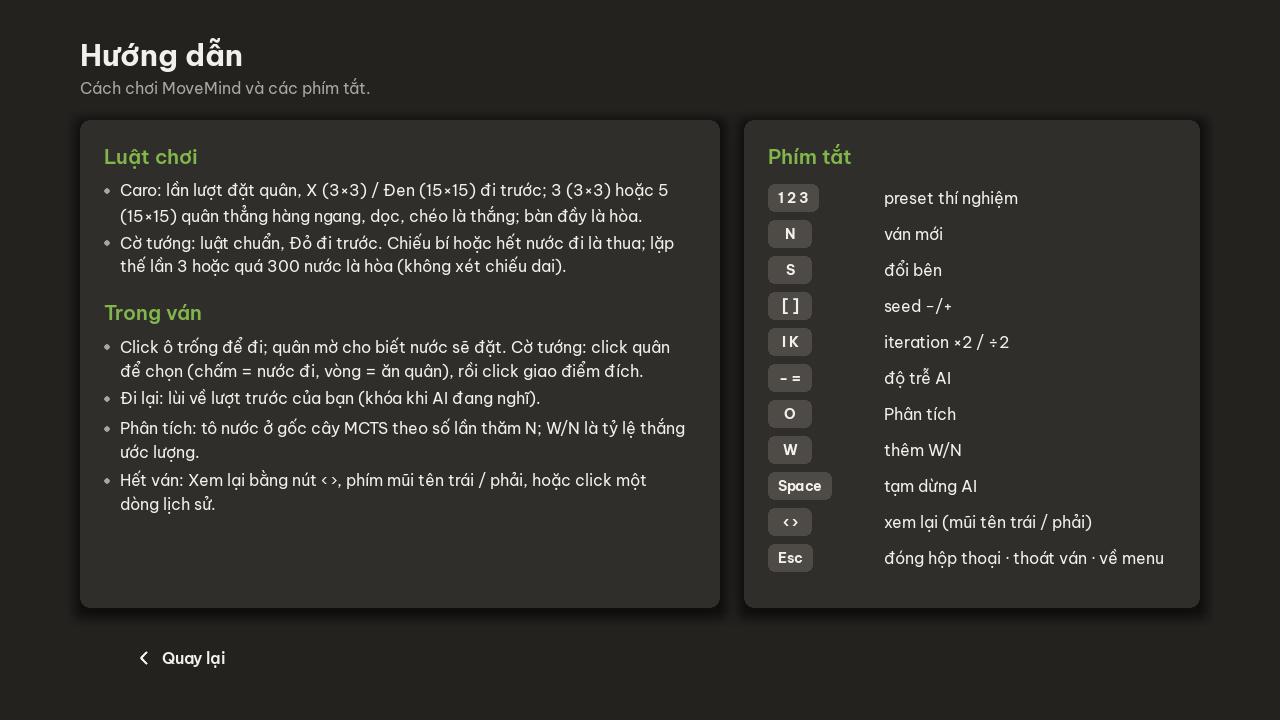 Hướng dẫn
Cách chơi MoveMind và các phím tắt.
Luật chơi
• Caro: lần lượt đặt quân, X (3×3) / Đen (15×15) đi trước; 3 (3×3) hoặc 5
(15×15) quân thẳng hàng ngang, dọc, chéo là thắng; bàn đầy là hòa.
• Cờ tướng: luật chuẩn, Đỏ đi trước. Chiếu bí hoặc hết nước đi là thua; lặp
thế lần 3 hoặc quá 300 nước là hòa (không xét chiếu dai).
Trong ván
• Click ô trống để đi; quân mờ cho biết nước sẽ đặt. Cờ tướng: click quân
để chọn (chấm = nước đi, vòng = ăn quân), rồi click giao điểm đích.
• Đi lại: lùi về lượt trước của bạn (khóa khi AI đang nghĩ).
• Phân tích: tô nước ở gốc cây MCTS theo số lần thăm N; W/N là tỷ lệ thắng
ước lượng.
• Hết ván: Xem lại bằng nút ‹ ›, phím mũi tên trái / phải, hoặc click một
dòng lịch sử.
Phím tắt
1 2 3 preset thí nghiệm
N ván mới
S đổi bên
[ ] seed −/+
I K iteration ×2 / ÷2
- = độ trễ AI
O Phân tích
W thêm W/N
Space tạm dừng AI
‹ › xem lại (mũi tên trái / phải)
Esc đóng hộp thoại · thoát ván · về menu
Quay lại